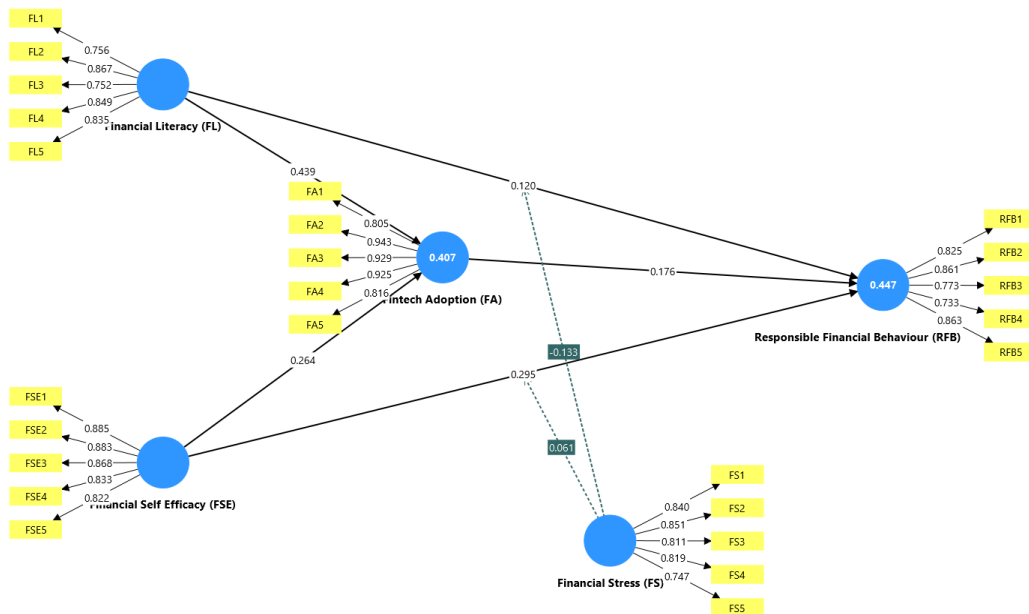 FL1
FL2
FL3
FL4
FL5
0.756
0.867
0.752
0.849
0.835
Financial Literacy (FL)
0.439
0.120
FA1
FA2
FA3
FA4
FA5
0.805
0.943
0.929
0.925
0.816
0.407
Fintech Adoption (FA)
0.176
RFB1
RFB2
RFB3
RFB4
RFB5
0.825
0.861
0.773
0.733
0.863
0.447
Responsible Financial Behaviour (RFB)
0.264
0.295
-0.133
0.061
FSE1
FSE2
FSE3
FSE4
FSE5
0.885
0.883
0.868
0.833
0.822
Financial Self Efficacy (FSE)
FS1
FS2
FS3
FS4
FS5
0.840
0.851
0.811
0.819
0.747
Financial Stress (FS)